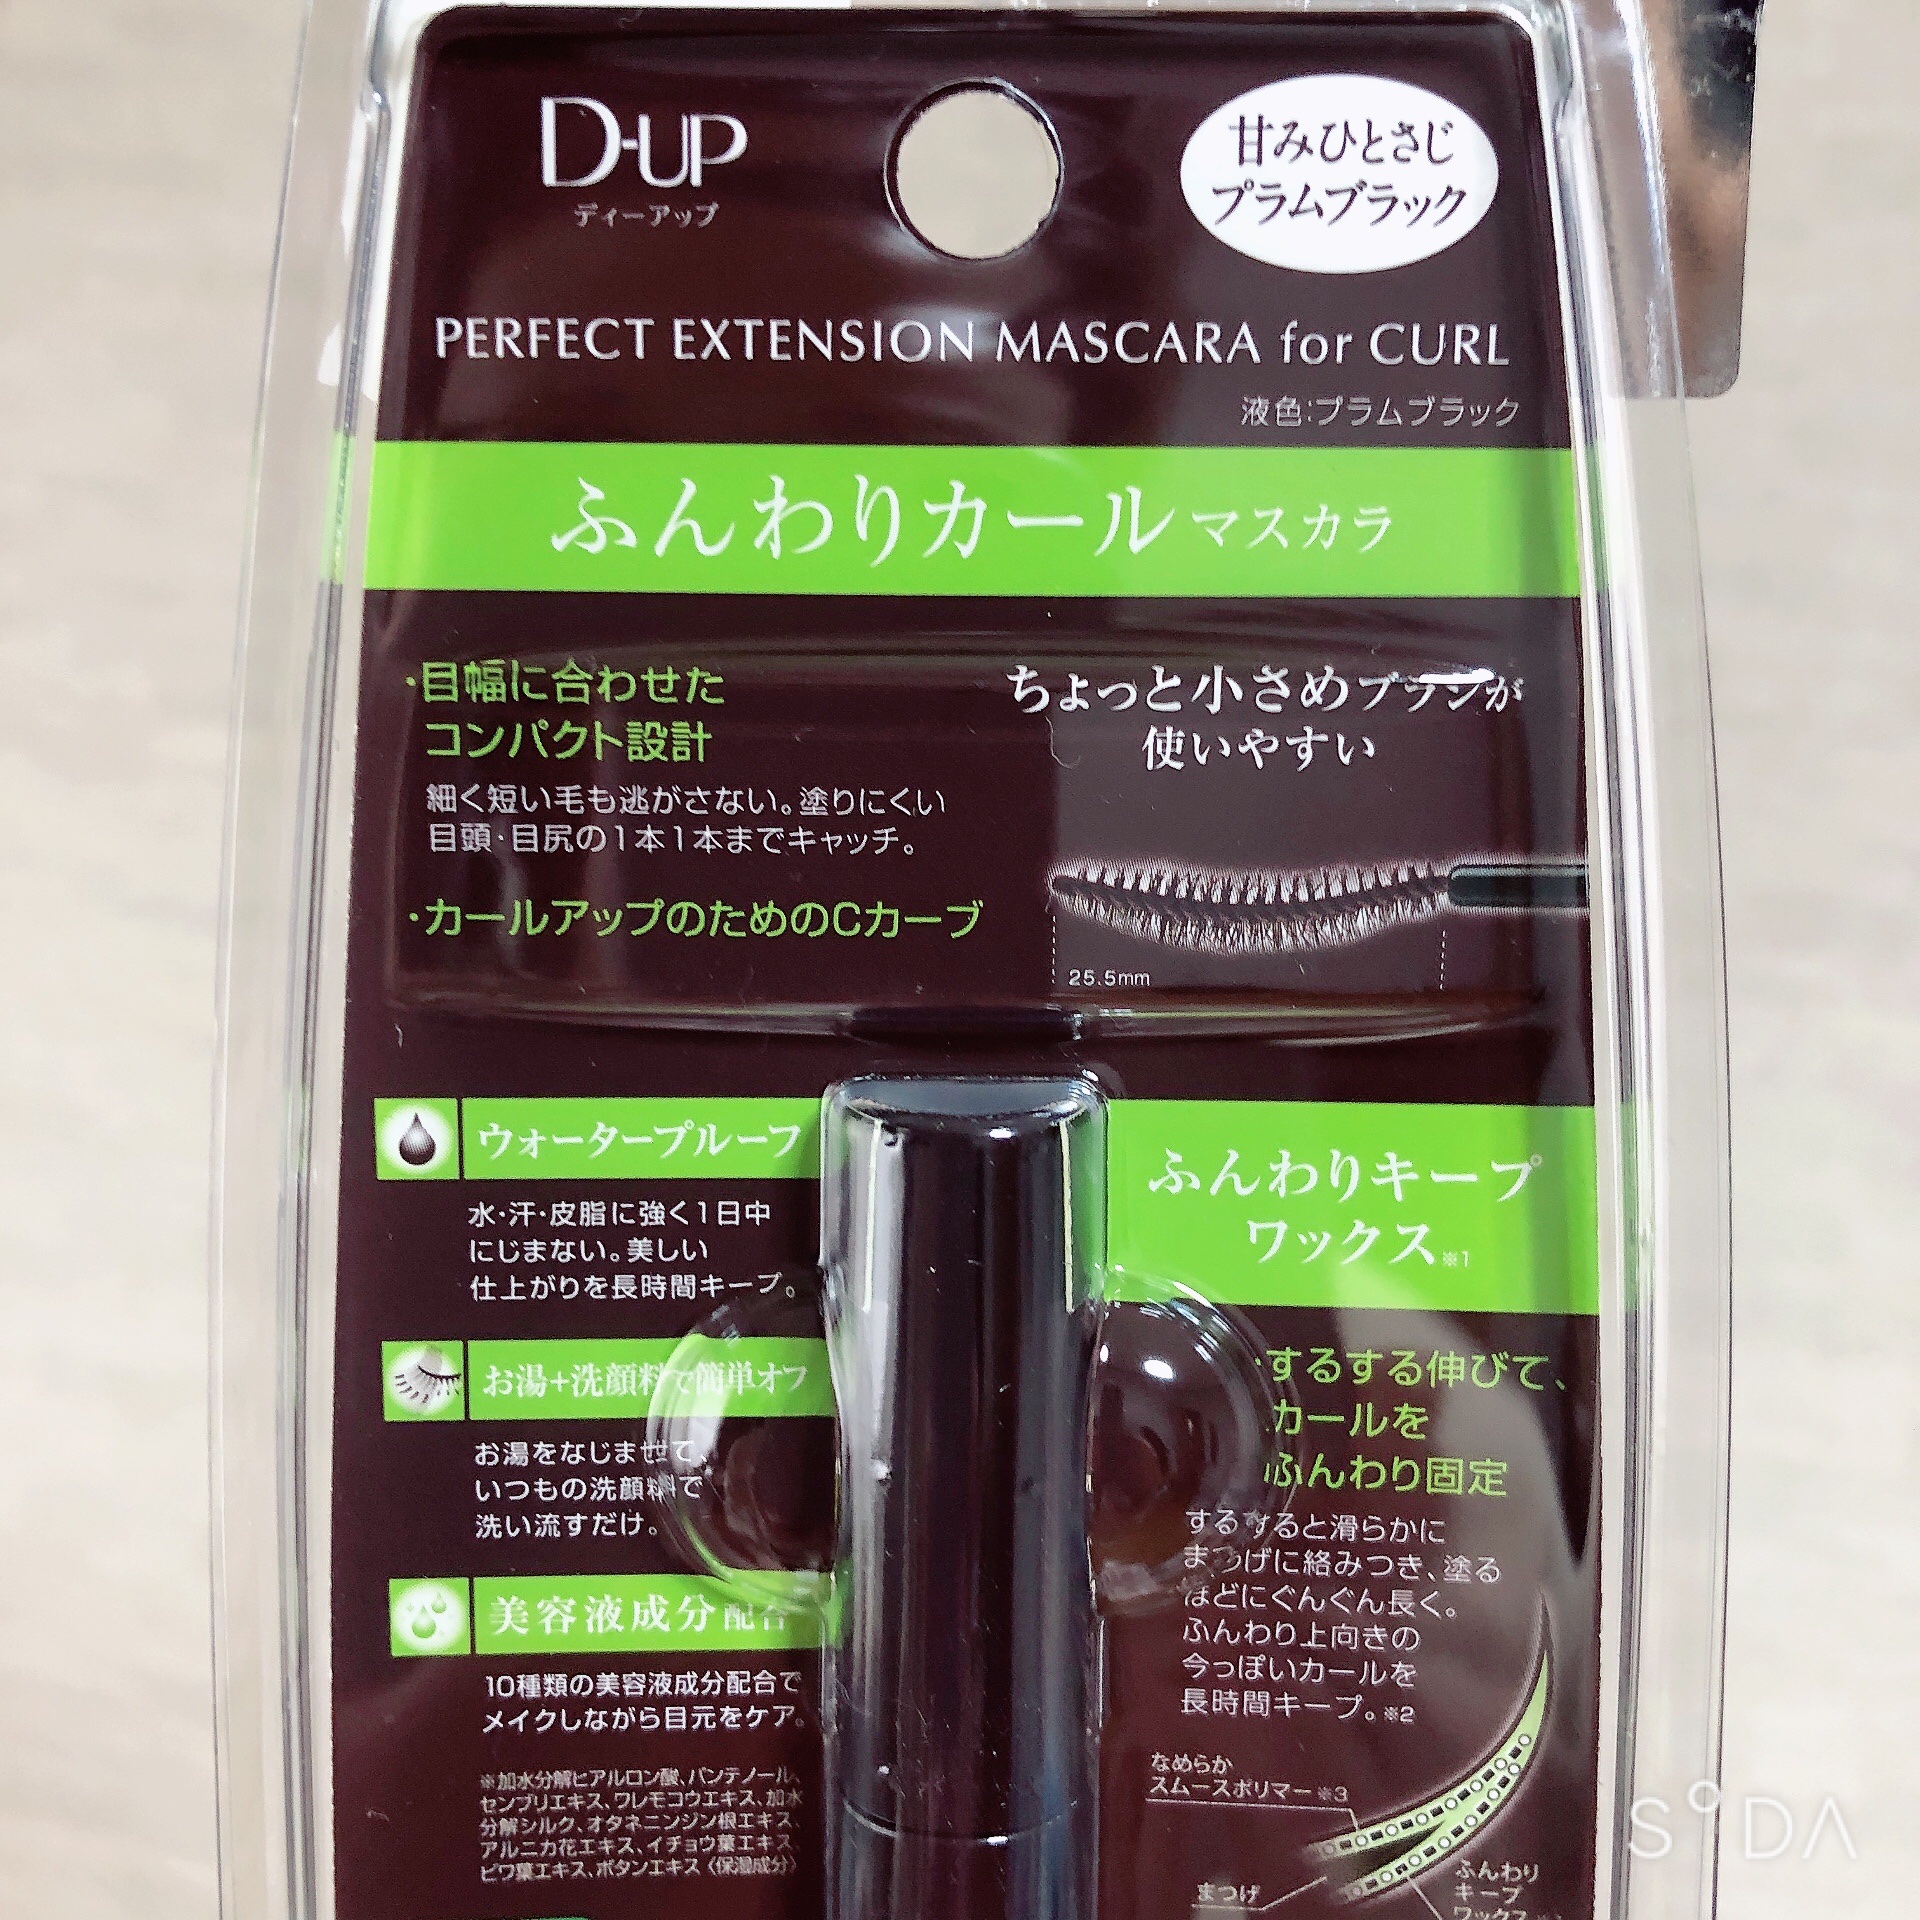 D-UP
ディーアップ
甘みひとさじ
プラムブラック
PERFECT EXTENSION MASCARA for CURL
液色:プラムブラック
ふんわりカールマスカラ
・目幅に合わせた
コンパクト設計
細く短い毛も逃がさない。塗りにくい
目頭・目尻の1本1本までキャッチ。
・カールアップのためのCカーブ
ちょっと小さめブラシが
使いやすい
25.5mm
ウォータープルーフ
水・汗・皮脂に強く1日中
にじまない。美しい
仕上がりを長時間キープ。
お湯+洗顔料で簡単オフ
お湯をなじませて、
いつもの洗顔料で
洗い流すだけ。
美容液成分配合
10種類の美容液成分配合で
メイクしながら目元をケア。
※加水分解ヒアルロン酸、パンテノール、
センブリエキス、ワレモコウエキス、加水
分解シルク、オタネニンジン根エキス、
アルニカ花エキス、イチョウ葉エキス、
ビワ葉エキス、ボタンエキス〈保湿成分〉
ふんわりキープ
ワックス※1
・するする伸びて、
カールを
ふんわり固定
するすると滑らかに
まつげに絡みつき、塗る
ほどにぐんぐん長く。
ふんわり上向きの
今っぽいカールを
長時間キープ。※2
なめらか
スムースポリマー※3
まつげ
ふんわり
キープ
ワックス
SODA